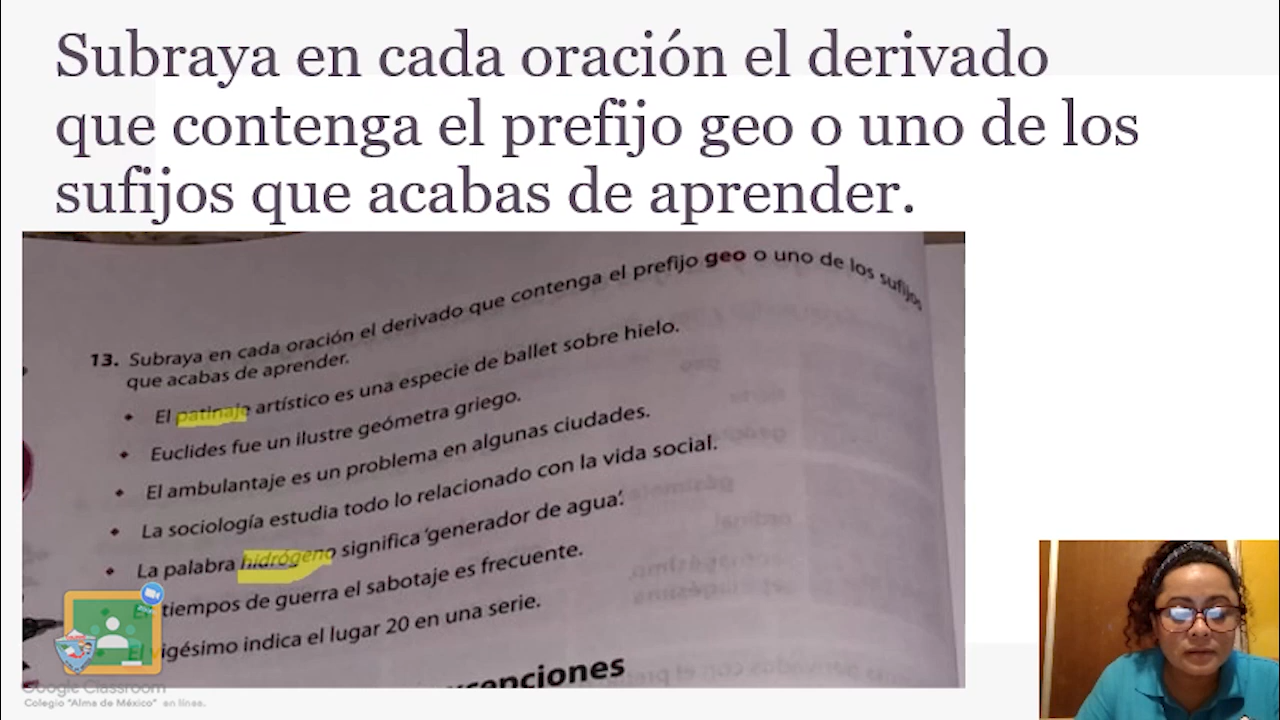 Subraya en cada oración el derivado
que contenga el prefijo geo o uno de los
sufijos que acabas de aprender.
13. Subraya en cada oración el derivado que contenga el prefijo geo o uno de los sufijos
que acabas de aprender.
• El patinaje artístico es una especie de ballet sobre hielo.
• Euclides fue un ilustre geómetra griego.
• El ambulantaje es un problema en algunas ciudades.
• La sociología estudia todo lo relacionado con la vida social.
• La palabra hidrógeno significa 'generador de agua'.
• En tiempos de guerra el sabotaje es frecuente.
• El vigésimo indica el lugar 20 en una serie.
Google Classroom
Colegio "Alma de México" en línea.